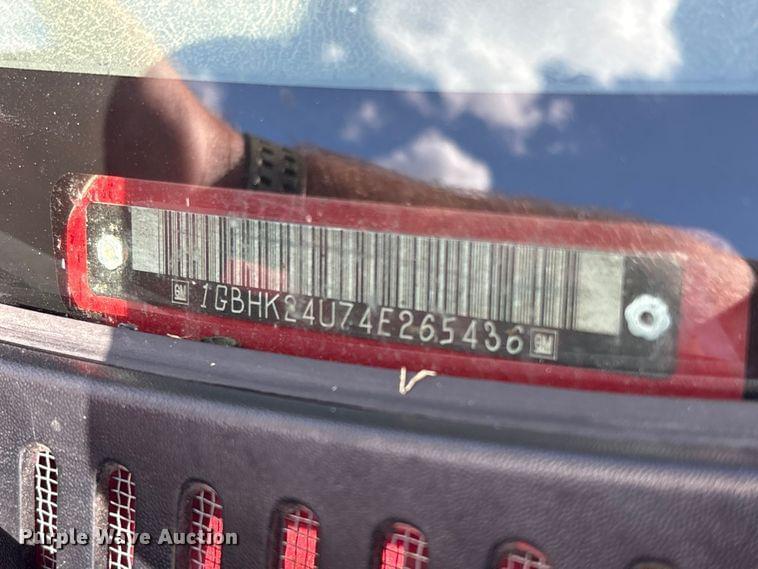 GM 1GBHK24U74E265436 GM
Purple Wave Auction